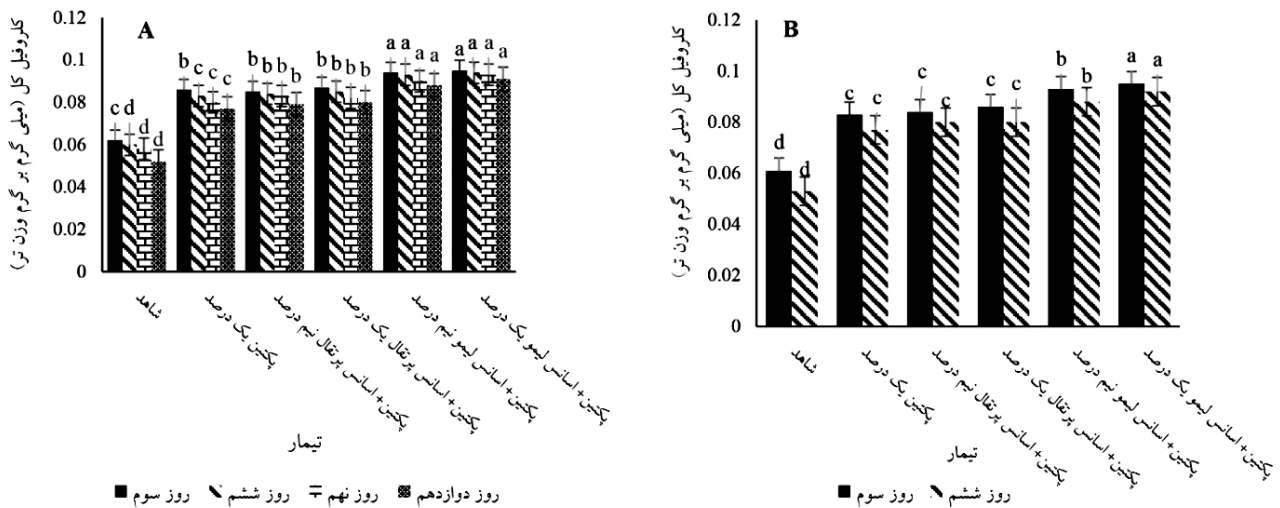 A
کلروفیل کل (میلی گرم بر گرم وزن تر)
0.12
0.1
0.08
0.06
0.04
0.02
0
c d d d
b c c c
b b b b
b b b b
a a a a
a a a a
شاهد
پکتین یک درصد
پکتین+ اسانس پرتقال نیم درصد
پکتین+ اسانس پرتقال یک درصد
پکتین+ اسانس لیمو نیم درصد
پکتین+ اسانس لیمو یک درصد
تیمار
روز سوم روز ششم روز نهم روز دوازدهم
B
کلروفیل کل (میلی گرم بر گرم وزن تر)
0.12
0.1
0.08
0.06
0.04
0.02
0
d d
c c
c c
c c
b b
a a
شاهد
پکتین یک درصد
پکتین+ اسانس پرتقال نیم درصد
پکتین+ اسانس پرتقال یک درصد
پکتین+ اسانس لیمو نیم درصد
پکتین+ اسانس لیمو یک درصد
تیمار
روز سوم روز ششم